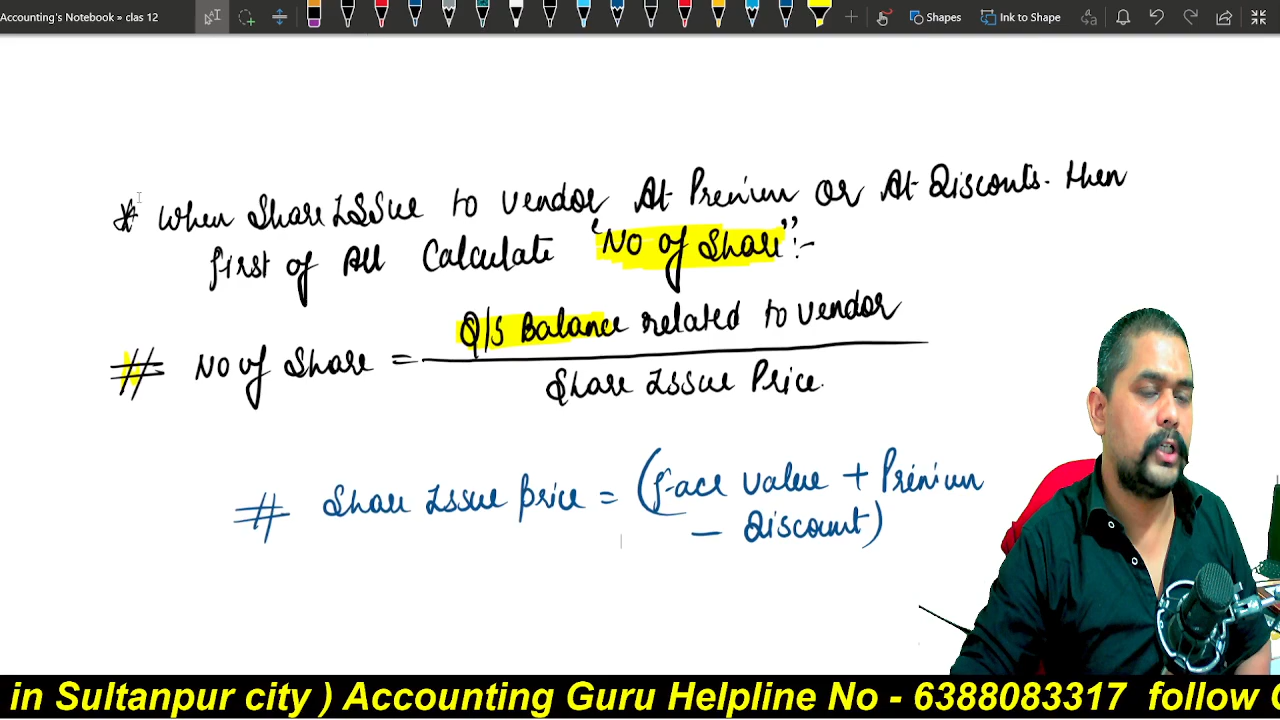 Accounting's Notebook » clas 12
Shapes
Ink to Shape
* When Share Issue to vendor At Premium or At Discounts. then
first of All Calculate "No of Share":-
# No of Share = Q/S Balance related to vendor
Share Issue Price.
# Share Issue price = (face value + Premium
- Discount)
in Sultanpur city ) Accounting Guru Helpline No - 6388083317 follow